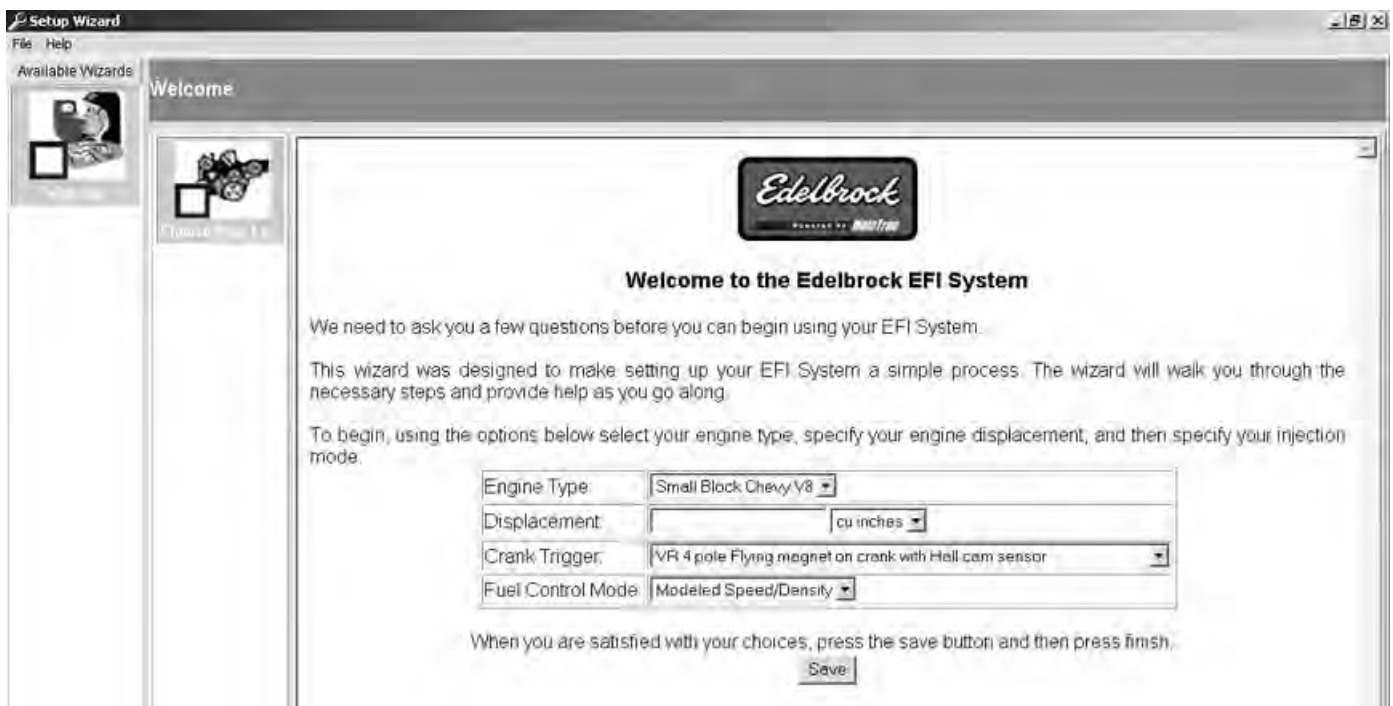 Setup Wizard
File Help
Available Wizards
Welcome
Edelbrock
Powered by
Welcome to the Edelbrock EFI System
We need to ask you a few questions before you can begin using your EFI System.
This wizard was designed to make setting up your EFI System a simple process. The wizard will walk you through the
necessary steps and provide help as you go along.
To begin, using the options below select your engine type, specify your engine displacement, and then specify your injection
mode.
Engine Type: Small Block Chevy V8
Displacement: cu inches
Crank Trigger: VR 4 pole Flying magnet on crank with Hall cam sensor
Fuel Control Mode Modeled Speed/Density
When you are satisfied with your choices, press the save button and then press finish.
Save